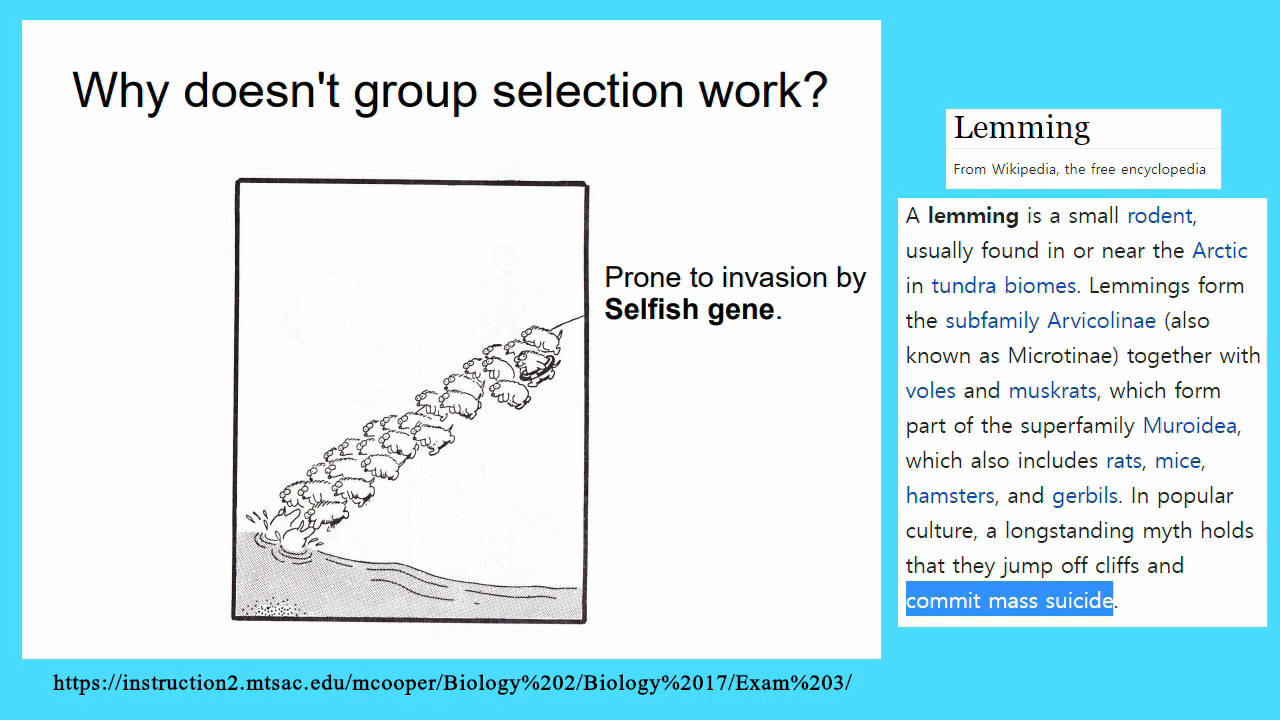 Why doesn't group selection work?
Prone to invasion by
Selfish gene.
Lemming
From Wikipedia, the free encyclopedia
A lemming is a small rodent,
usually found in or near the Arctic
in tundra biomes. Lemmings form
the subfamily Arvicolinae (also
known as Microtinae) together with
voles and muskrats, which form
part of the superfamily Muroidea,
which also includes rats, mice,
hamsters, and gerbils. In popular
culture, a longstanding myth holds
that they jump off cliffs and
commit mass suicide.
https://instruction2.mtsac.edu/mcooper/Biology%202/Biology%2017/Exam%203/